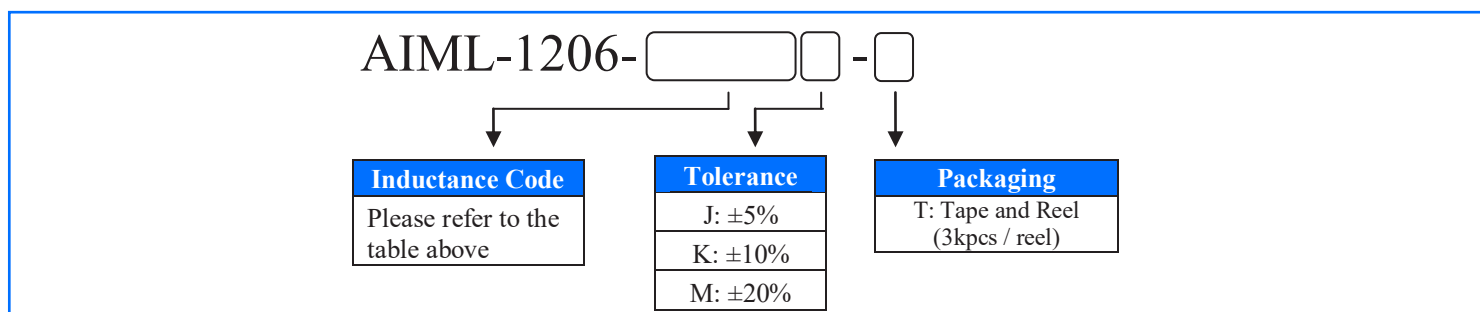 AIML-1206- -
Inductance Code
Please refer to the
table above
Tolerance
J: ±5%
K: ±10%
M: ±20%
Packaging
T: Tape and Reel
(3kpcs / reel)